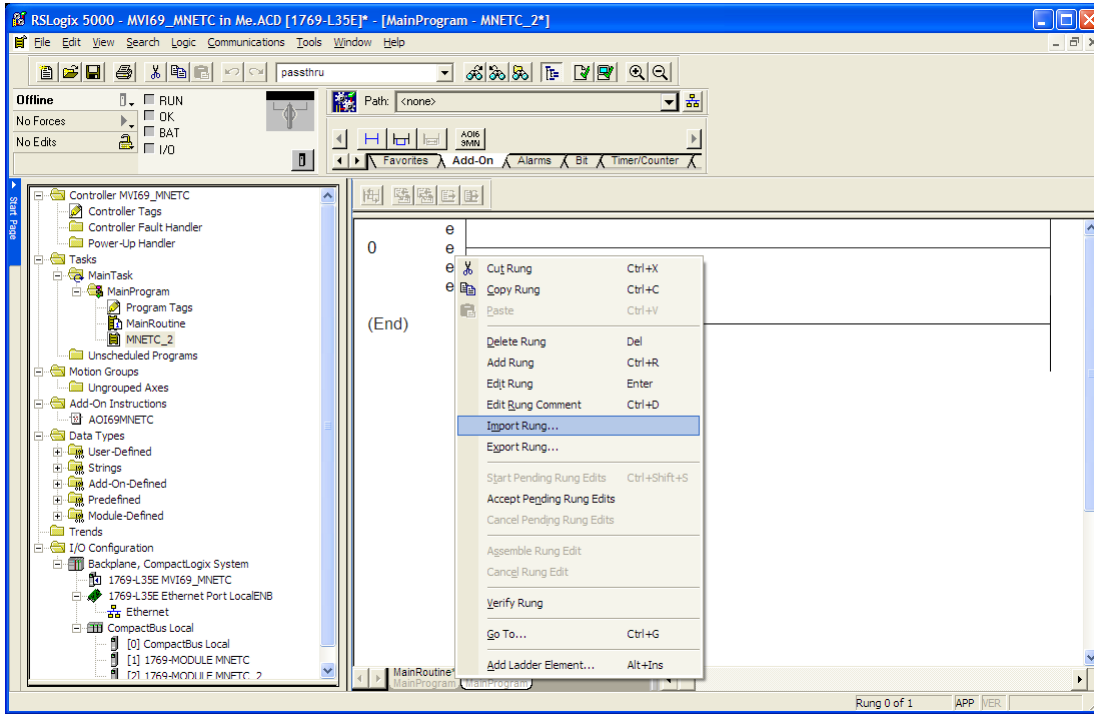 RSLogix 5000 - MVI69_MNETC in Me.ACD [1769-L35E]* - [MainProgram - MNETC_2*]
File Edit View Search Logic Communications Tools Window Help
passthru
Offline
RUN
No Forces
OK
No Edits
BAT
I/O
Path: <none>
AOI6
9MN
Favorites Add-On Alarms Bit Timer/Counter
Start Page
Controller MVI69_MNETC
Controller Tags
Controller Fault Handler
Power-Up Handler
Tasks
MainTask
MainProgram
Program Tags
MainRoutine
MNETC_2
Unscheduled Programs
Motion Groups
Ungrouped Axes
Add-On Instructions
AOI69MNETC
Data Types
User-Defined
Strings
Add-On-Defined
Predefined
Module-Defined
Trends
I/O Configuration
Backplane, CompactLogix System
1769-L35E MVI69_MNETC
1769-L35E Ethernet Port LocalENB
Ethernet
CompactBus Local
[0] CompactBus Local
[1] 1769-MODULE MNETC
[2] 1769-MODULE MNETC_2
e
0 e
e
e
(End)
Cut Rung Ctrl+X
Copy Rung Ctrl+C
Paste Ctrl+V
Delete Rung Del
Add Rung Ctrl+R
Edit Rung Enter
Edit Rung Comment Ctrl+D
Import Rung...
Export Rung...
Start Pending Rung Edits Ctrl+Shift+S
Accept Pending Rung Edits
Cancel Pending Rung Edits
Assemble Rung Edit
Cancel Rung Edit
Verify Rung
Go To... Ctrl+G
Add Ladder Element... Alt+Ins
MainRoutine*
MainProgram
MainProgram
Rung 0 of 1 APP VER